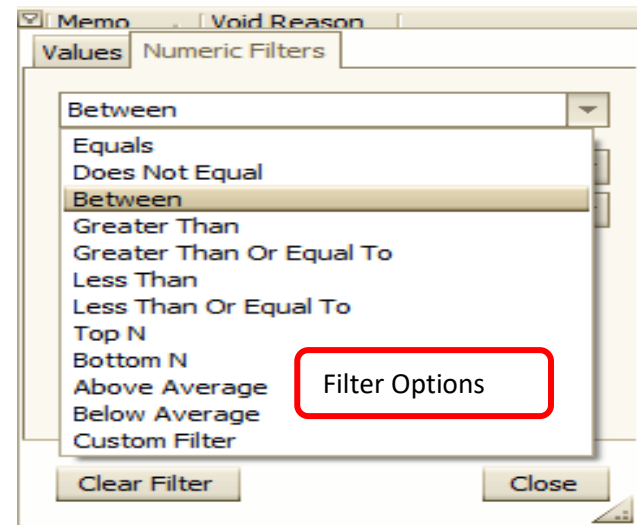 Memo Void Reason
Values Numeric Filters
Between
Equals
Does Not Equal
Between
Greater Than
Greater Than Or Equal To
Less Than
Less Than Or Equal To
Top N
Bottom N
Above Average
Filter Options
Below Average
Custom Filter
Clear Filter Close